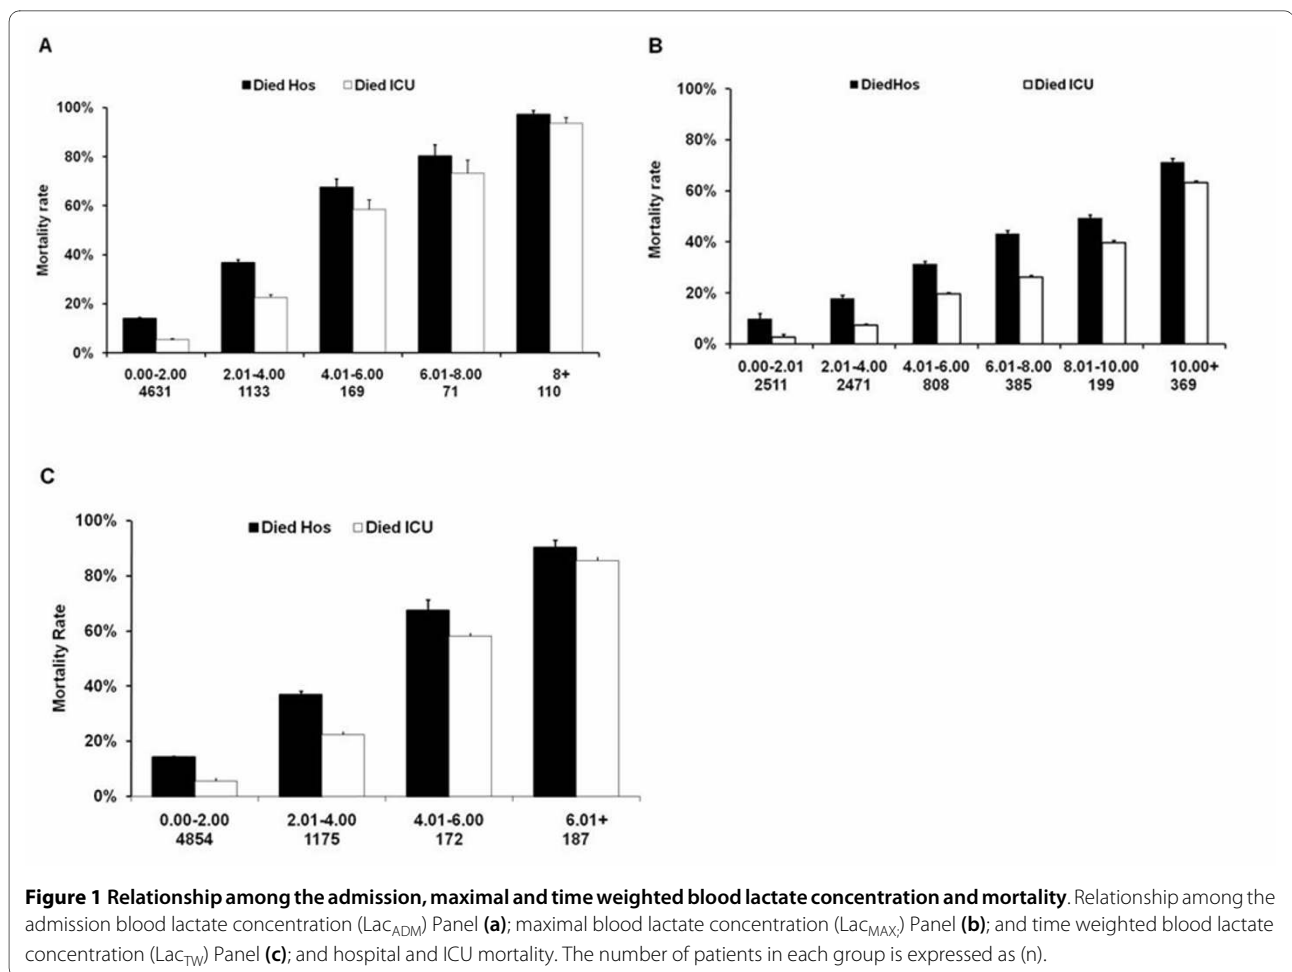 A
Died Hos Died ICU
100%
80%
60%
40%
20%
0%
Mortality rate
0.00-2.00 2.01-4.00 4.01-6.00 6.01-8.00 8+
4631 1133 169 71 110
B
DiedHos Died ICU
100%
80%
60%
40%
20%
0%
Mortality rate
0.00-2.01 2.01-4.00 4.01-6.00 6.01-8.00 8.01-10.00 10.00+
2511 2471 808 385 199 369
C
Died Hos Died ICU
100%
80%
60%
40%
20%
0%
Mortality Rate
0.00-2.00 2.01-4.00 4.01-6.00 6.01+
4854 1175 172 187
Figure 1 Relationship among the admission, maximal and time weighted blood lactate concentration and mortality. Relationship among the
admission blood lactate concentration (LacADM) Panel (a); maximal blood lactate concentration (LacMAX;) Panel (b); and time weighted blood lactate
concentration (LacTW) Panel (c); and hospital and ICU mortality. The number of patients in each group is expressed as (n).